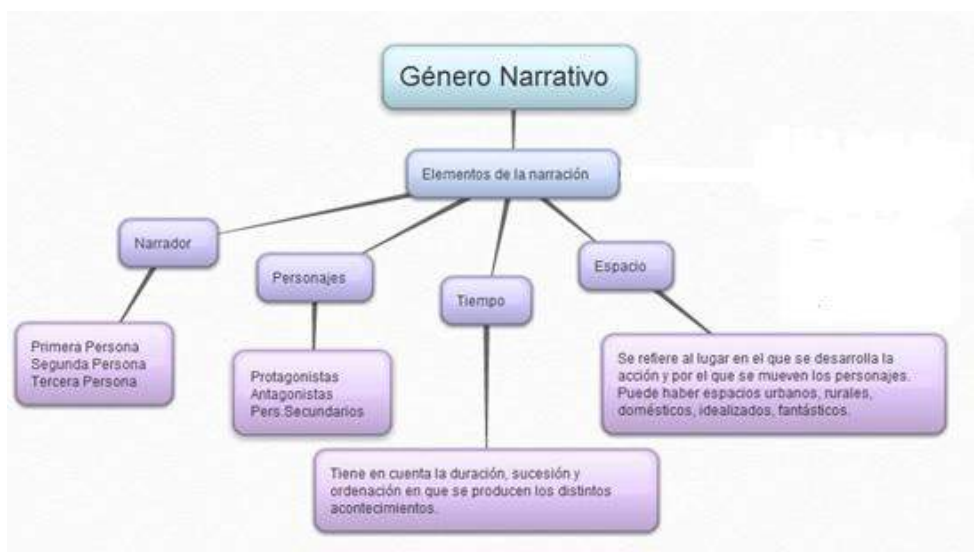 Género Narrativo
Elementos de la narración
Narrador
Personajes
Tiempo
Espacio
Primera Persona
Segunda Persona
Tercera Persona
Protagonistas
Antagonistas
Pers.Secundarios
Se refiere al lugar en el que se desarrolla la
acción y por el que se mueven los personajes.
Puede haber espacios urbanos, rurales,
domésticos, idealizados, fantásticos.
Tiene en cuenta la duración, sucesión y
ordenación en que se producen los distintos
acontecimientos.